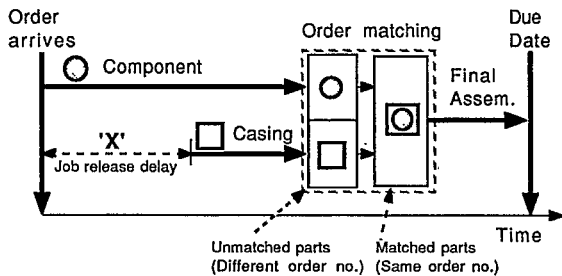 Order
arrives
Component
Order matching
Due
Date
Final
Assem.
'X'
Job release delay
Casing
Time
Unmatched parts
(Different order no.)
Matched parts
(Same order no.)